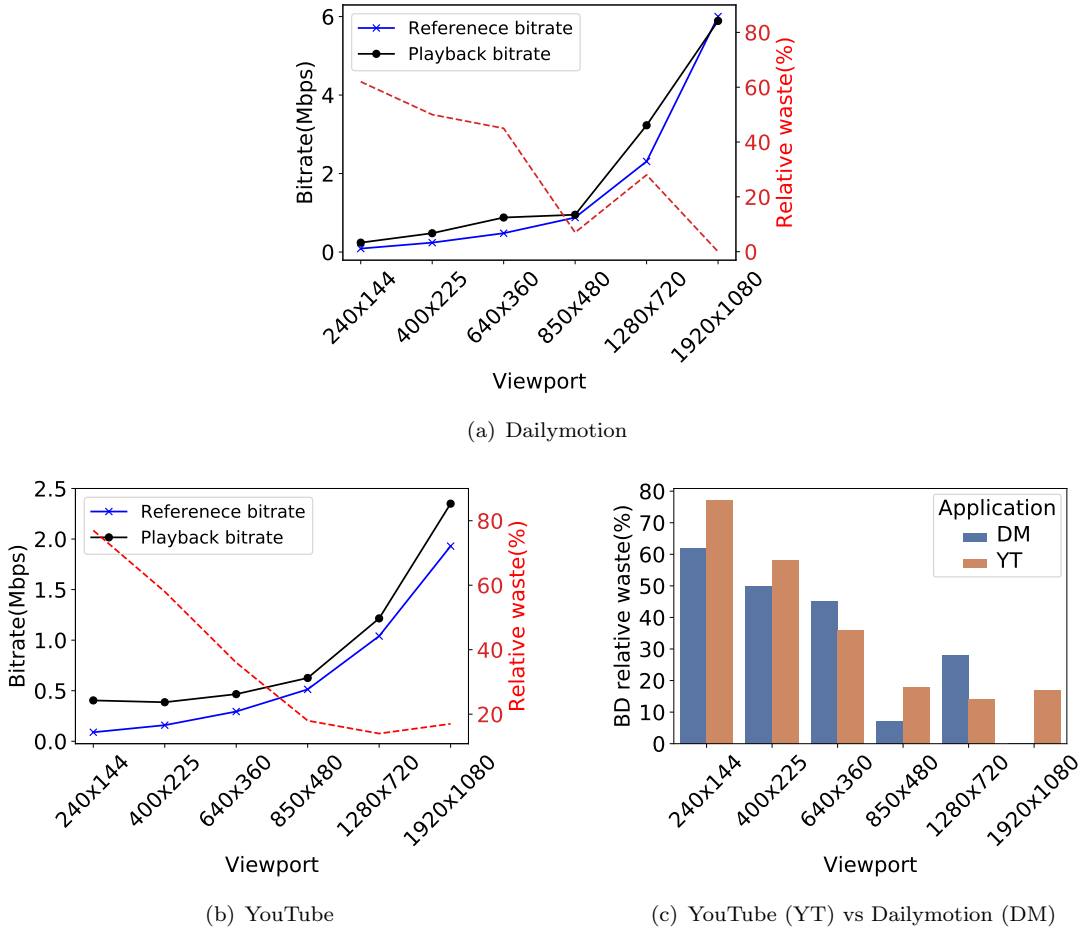 Referenece bitrate
Playback bitrate
Bitrate(Mbps)
0
2
4
6
0
20
40
60
80
Relative waste(%)
240x144
400x225
640x360
850x480
1280x720
1920x1080
Viewport
(a) Dailymotion
Referenece bitrate
Playback bitrate
Bitrate(Mbps)
0.0
0.5
1.0
1.5
2.0
2.5
20
40
60
80
Relative waste(%)
240x144
400x225
640x360
850x480
1280x720
1920x1080
Viewport
(b) YouTube
Application
DM
YT
BD relative waste(%)
0
10
20
30
40
50
60
70
80
240x144
400x225
640x360
850x480
1280x720
1920x1080
Viewport
(c) YouTube (YT) vs Dailymotion (DM)